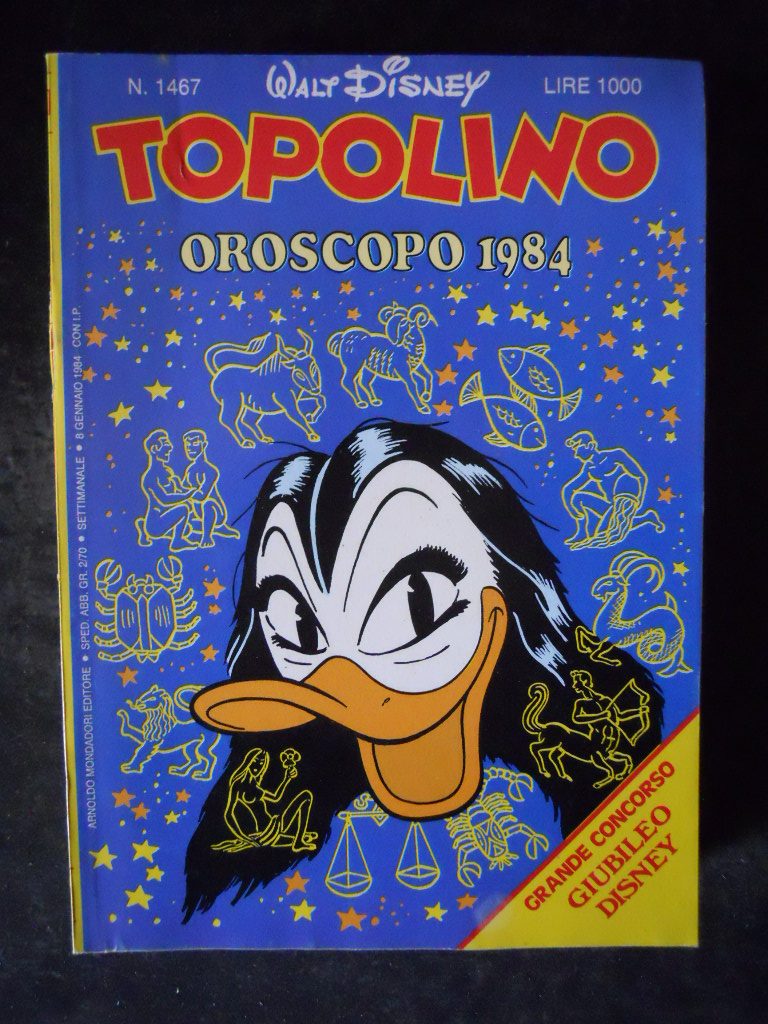 N. 1467
WALT DISNEY
LIRE 1000
TOPOLINO
OROSCOPO 1984
ARNOLDO MONDADORI EDITORE • SPED. ABB. GR. 2/70 • SETTIMANALE • 8 GENNAIO 1984 CON I.P.
GRANDE CONCORSO
GIUBILEO
DISNEY